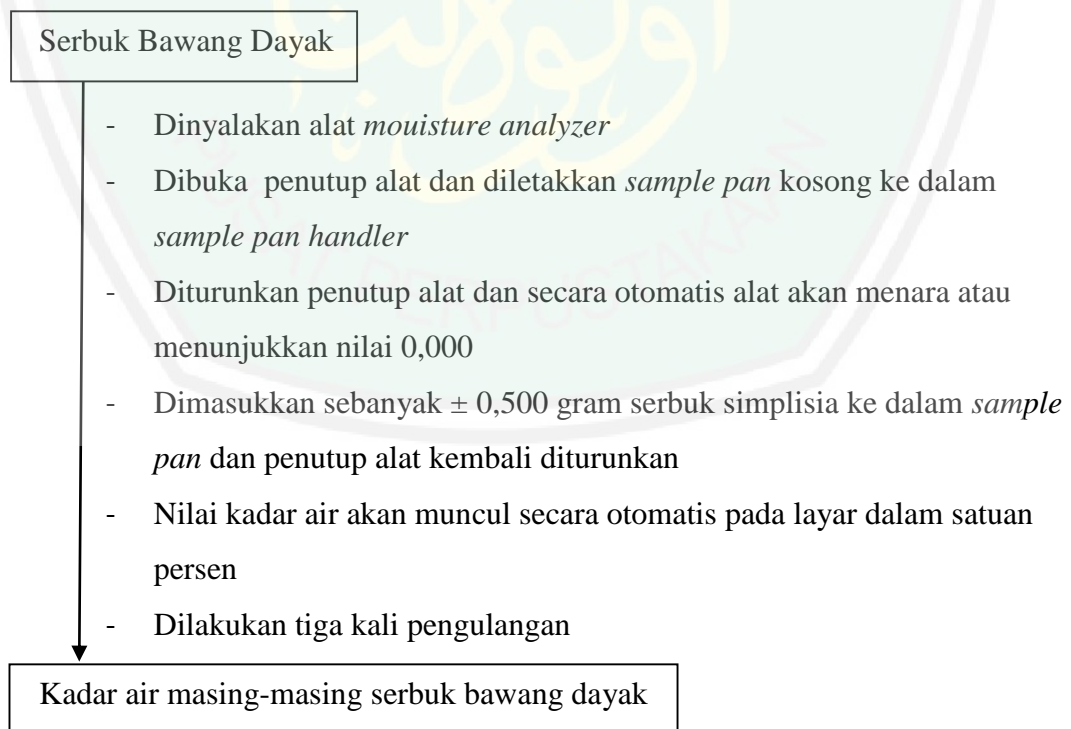 Serbuk Bawang Dayak
- Dinyalakan alat mouisture analyzer
- Dibuka penutup alat dan diletakkan sample pan kosong ke dalam
sample pan handler
- Diturunkan penutup alat dan secara otomatis alat akan menara atau
menunjukkan nilai 0,000
- Dimasukkan sebanyak ± 0,500 gram serbuk simplisia ke dalam sample
pan dan penutup alat kembali diturunkan
- Nilai kadar air akan muncul secara otomatis pada layar dalam satuan
persen
- Dilakukan tiga kali pengulangan
Kadar air masing-masing serbuk bawang dayak